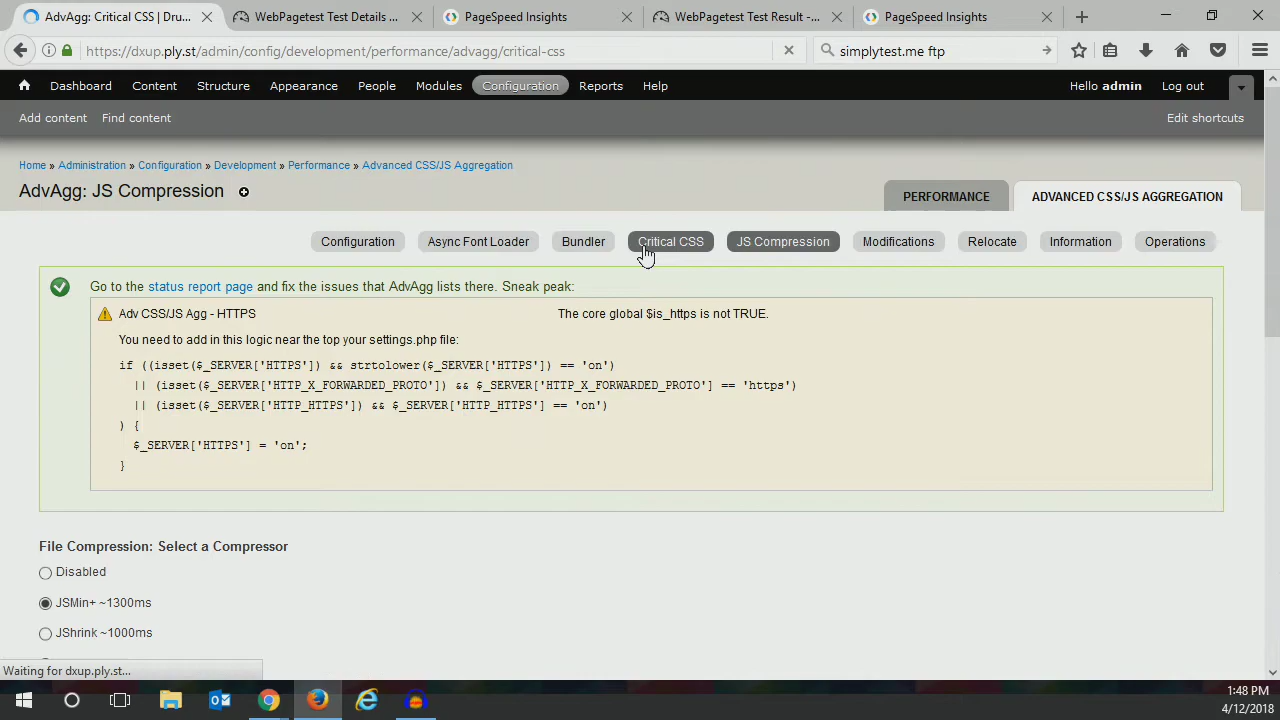 AdvAgg: Critical CSS | Dru...
WebPagetest Test Details ...
PageSpeed Insights
WebPagetest Test Result -...
PageSpeed Insights
https://dxup.ply.st/admin/config/development/performance/advagg/critical-css
simplytest.me ftp
Dashboard Content Structure Appearance People Modules Configuration Reports Help
Hello admin Log out
Add content Find content
Edit shortcuts
Home » Administration » Configuration » Development » Performance » Advanced CSS/JS Aggregation
AdvAgg: JS Compression
PERFORMANCE ADVANCED CSS/JS AGGREGATION
Configuration Async Font Loader Bundler Critical CSS JS Compression Modifications Relocate Information Operations
Go to the status report page and fix the issues that AdvAgg lists there. Sneak peak:
Adv CSS/JS Agg - HTTPS The core global $is_https is not TRUE.
You need to add in this logic near the top your settings.php file:
if ((isset($_SERVER['HTTPS']) && strtolower($_SERVER['HTTPS']) == 'on')
|| (isset($_SERVER['HTTP_X_FORWARDED_PROTO']) && $_SERVER['HTTP_X_FORWARDED_PROTO'] == 'https')
|| (isset($_SERVER['HTTP_HTTPS']) && $_SERVER['HTTP_HTTPS'] == 'on')
) {
$_SERVER['HTTPS'] = 'on';
}
File Compression: Select a Compressor
Disabled
JSMin+ ~1300ms
JShrink ~1000ms
Waiting for dxup.ply.st...
1:48 PM
4/12/2018